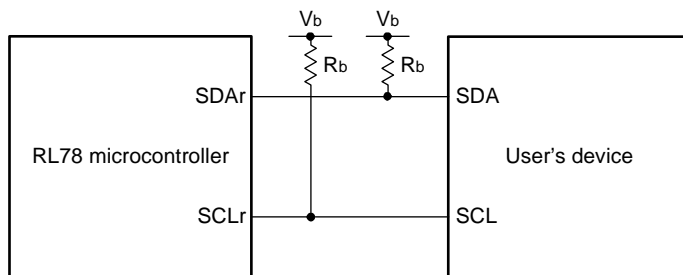 Vb Vb
Rb Rb
SDAr SDA
RL78 microcontroller User's device
SCLr SCL